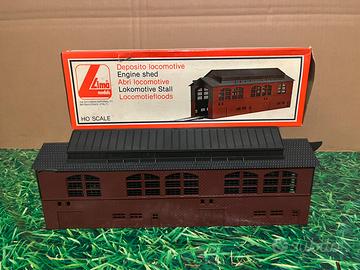 Lima
models
Deposito locomotive
Engine shed
Abri locomotive
Lokomotive Stall
Locomotiefloods
HO SCALE